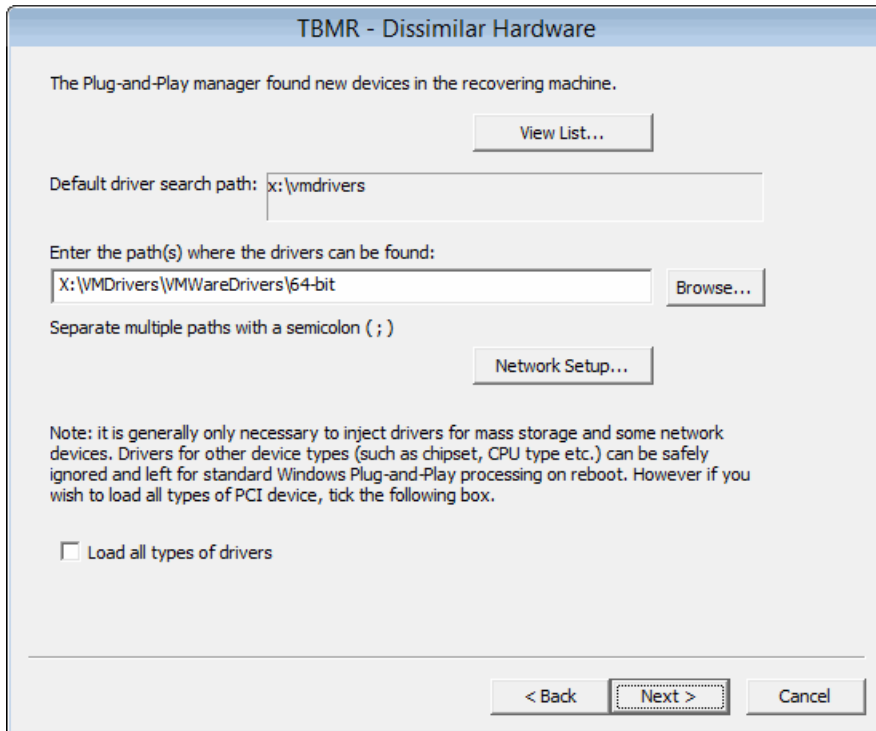 TBMR - Dissimilar Hardware
The Plug-and-Play manager found new devices in the recovering machine.
View List...
Default driver search path: x:\vmdrivers
Enter the path(s) where the drivers can be found:
X:\VMDrivers\VMWareDrivers\64-bit Browse...
Separate multiple paths with a semicolon ( ; )
Network Setup...
Note: it is generally only necessary to inject drivers for mass storage and some network
devices. Drivers for other device types (such as chipset, CPU type etc.) can be safely
ignored and left for standard Windows Plug-and-Play processing on reboot. However if you
wish to load all types of PCI device, tick the following box.
Load all types of drivers
< Back Next > Cancel